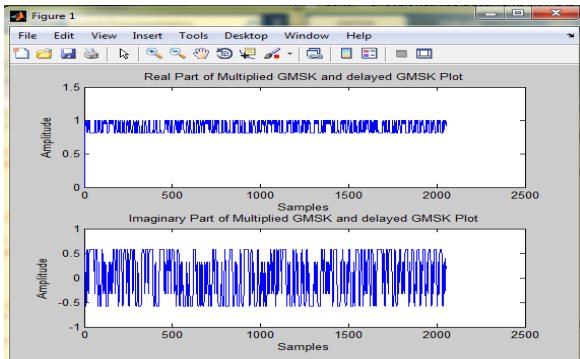 Figure 1
File Edit View Insert Tools Desktop Window Help
Real Part of Multiplied GMSK and delayed GMSK Plot
1.5
1
0.5
0
Amplitude
0 500 1000 1500 2000 2500
Samples
Imaginary Part of Multiplied GMSK and delayed GMSK Plot
1
0.5
0
-0.5
-1
Amplitude
0 500 1000 1500 2000 2500
Samples